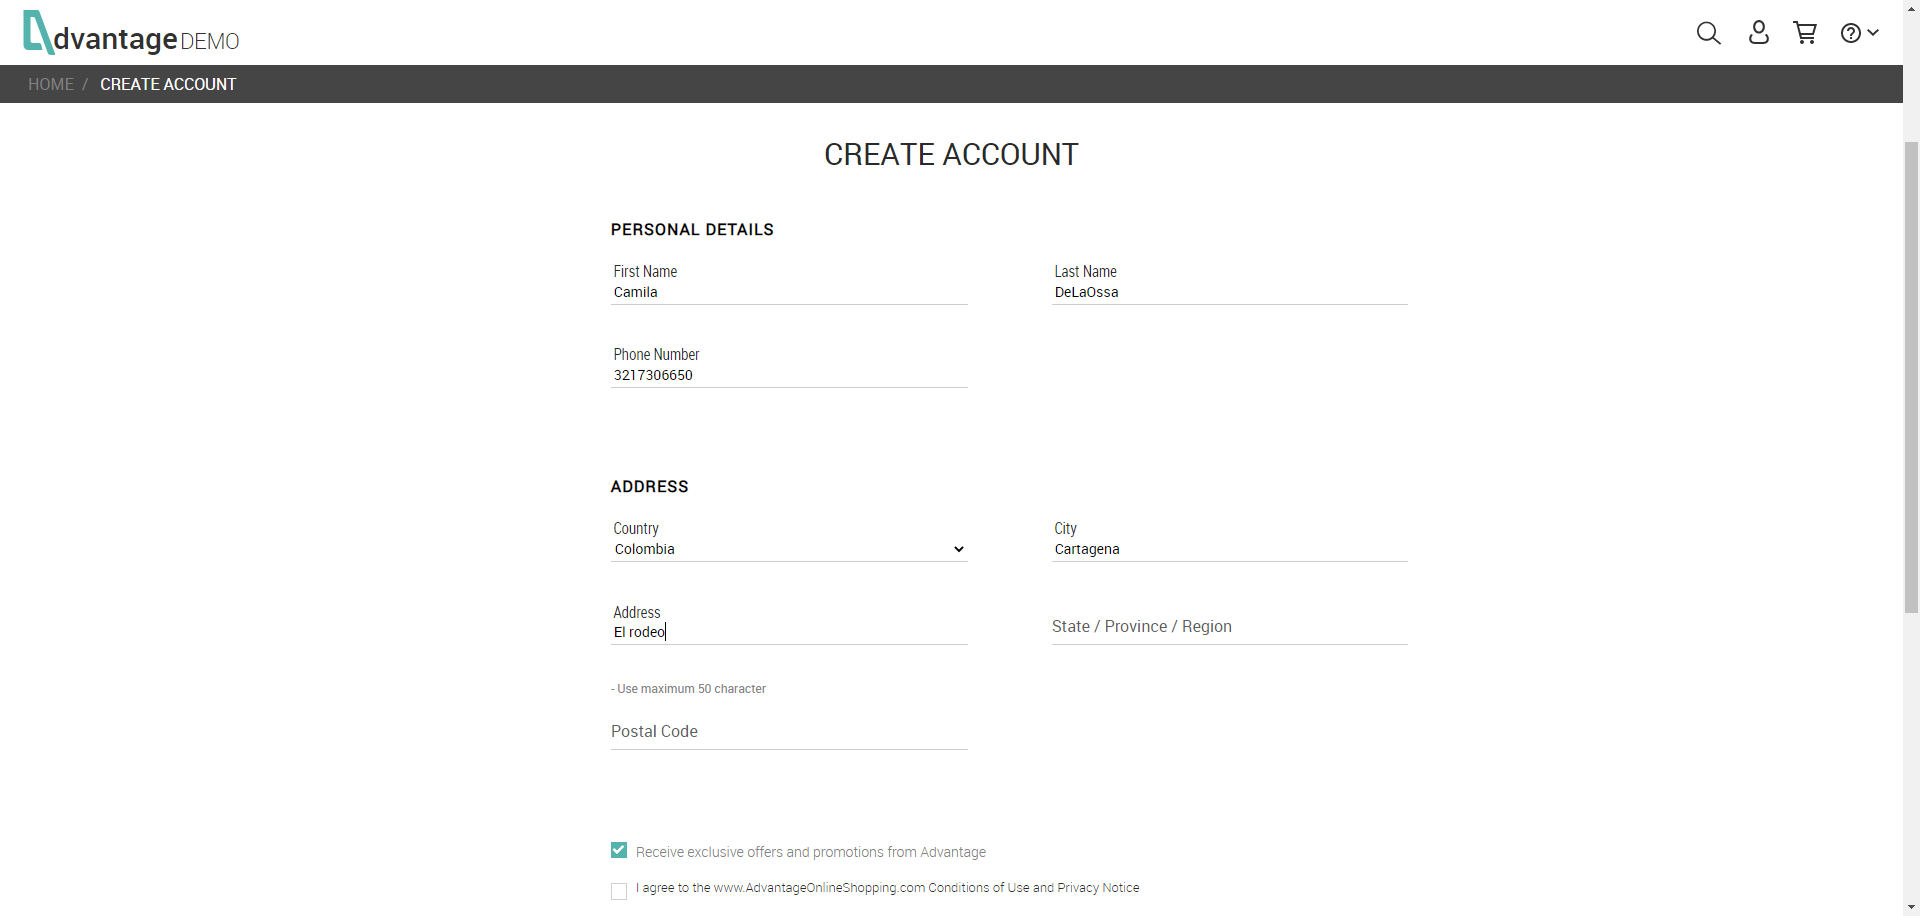 dvantage DEMO
HOME / CREATE ACCOUNT
CREATE ACCOUNT
PERSONAL DETAILS
First Name
Camila
Last Name
DeLaOssa
Phone Number
3217306650
ADDRESS
Country
Colombia
City
Cartagena
Address
El rodeo
State / Province / Region
- Use maximum 50 character
Postal Code
Receive exclusive offers and promotions from Advantage
I agree to the www.AdvantageOnlineShopping.com Conditions of Use and Privacy Notice